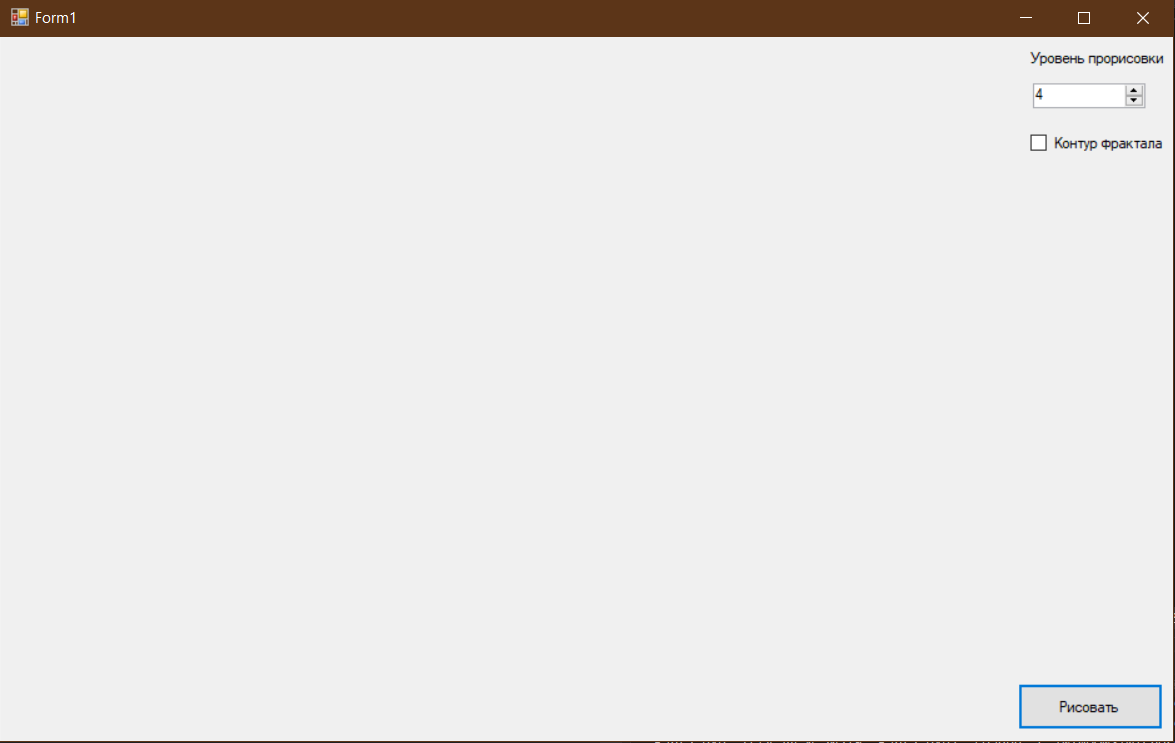 Form1
Уровень прорисовки
4
Контур фрактала
Рисовать